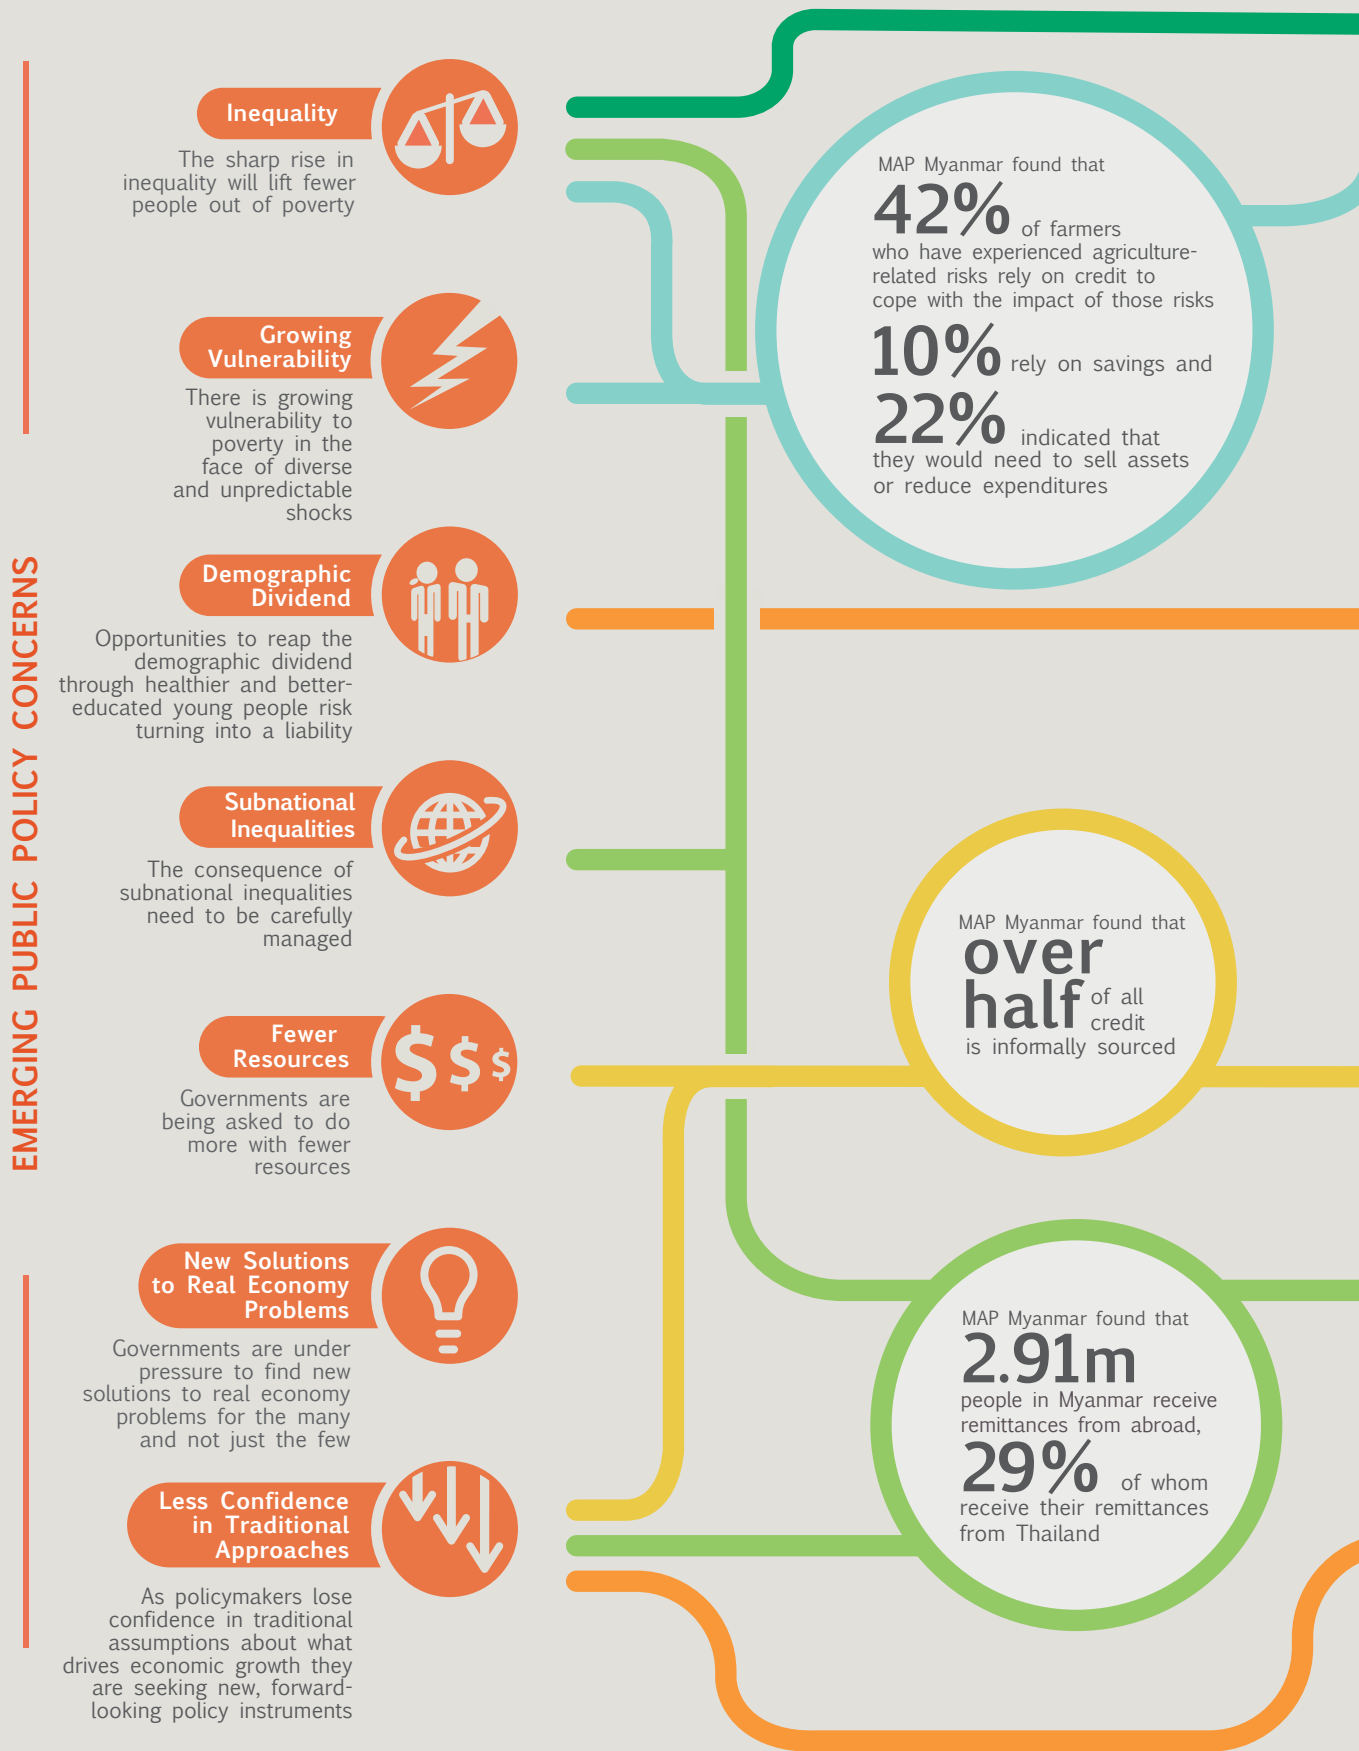 EMERGING PUBLIC POLICY CONCERNS
Inequality
The sharp rise in
inequality will lift fewer
people out of poverty
Growing
Vulnerability
There is growing
vulnerability to
poverty in the
face of diverse
and unpredictable
shocks
Demographic
Dividend
Opportunities to reap the
demographic dividend
through healthier and better-
educated young people risk
turning into a liability
Subnational
Inequalities
The consequence of
subnational inequalities
need to be carefully
managed
Fewer
Resources
$ $ $
Governments are
being asked to do
more with fewer
resources
New Solutions
to Real Economy
Problems
Governments are under
pressure to find new
solutions to real economy
problems for the many
and not just the few
Less Confidence
in Traditional
Approaches
As policymakers lose
confidence in traditional
assumptions about what
drives economic growth they
are seeking new, forward-
looking policy instruments
MAP Myanmar found that
42% of farmers
who have experienced agriculture-
related risks rely on credit to
cope with the impact of those risks
10% rely on savings and
22% indicated that
they would need to sell assets
or reduce expenditures
MAP Myanmar found that
over
half of all
credit
is informally sourced
MAP Myanmar found that
2.91m
people in Myanmar receive
remittances from abroad,
29% of whom
receive their remittances
from Thailand